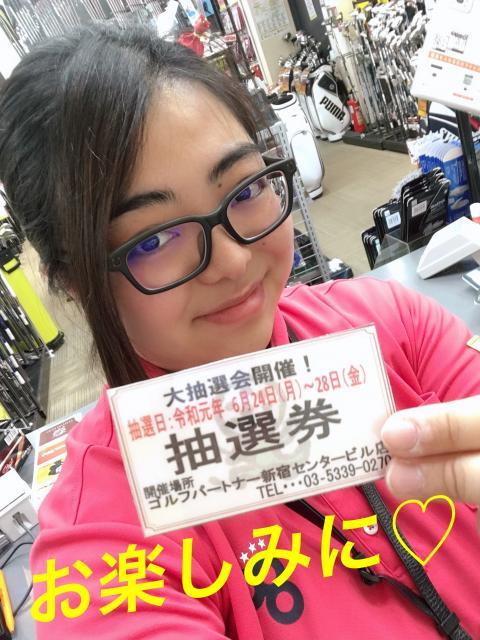 PUMA
大抽選会開催！
抽選日：令和元年 6月24日(月)〜28日(金)
抽選券
開催場所
ゴルフパートナー新宿センタービル店
TEL･･･03-5339-0270
お楽しみに♡